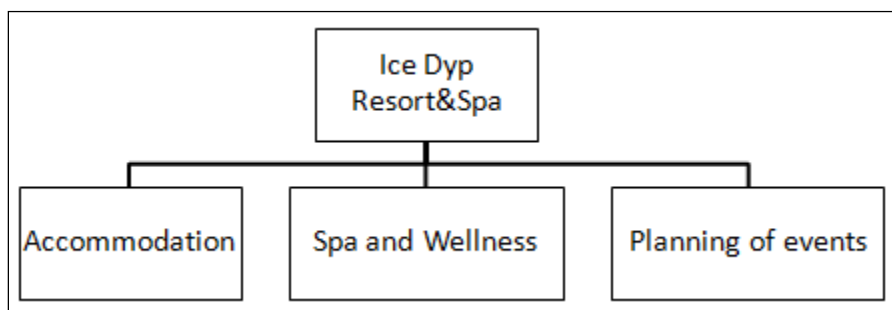 Ice Dyp
Resort&Spa
Accommodation
Spa and Wellness
Planning of events